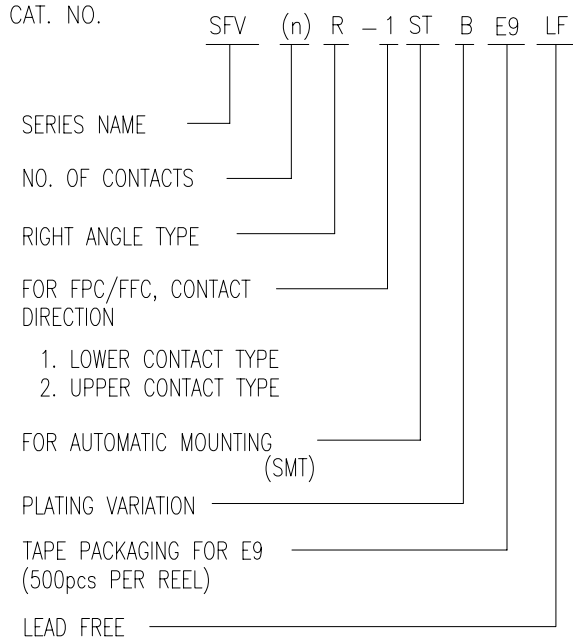 CAT. NO.
SFV (n) R - 1 ST B E9 LF
SERIES NAME
NO. OF CONTACTS
RIGHT ANGLE TYPE
FOR FPC/FFC, CONTACT
DIRECTION
1. LOWER CONTACT TYPE
2. UPPER CONTACT TYPE
FOR AUTOMATIC MOUNTING
(SMT)
PLATING VARIATION
TAPE PACKAGING FOR E9
(500pcs PER REEL)
LEAD FREE